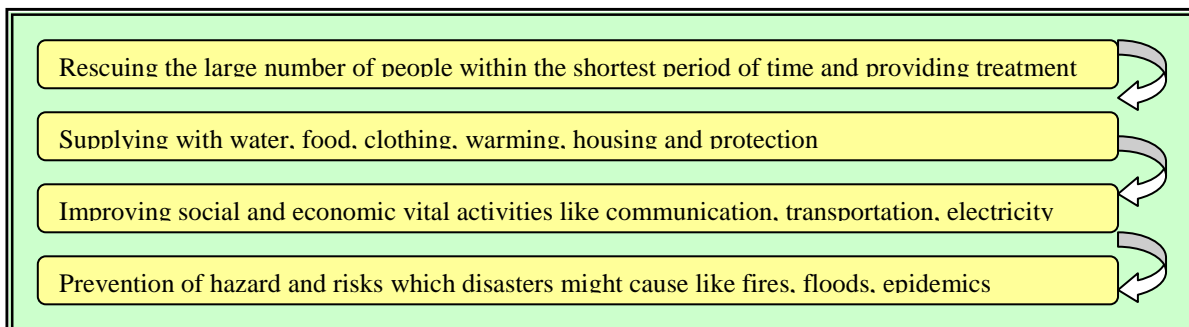 Rescuing the large number of people within the shortest period of time and providing treatment
Supplying with water, food, clothing, warming, housing and protection
Improving social and economic vital activities like communication, transportation, electricity
Prevention of hazard and risks which disasters might cause like fires, floods, epidemics